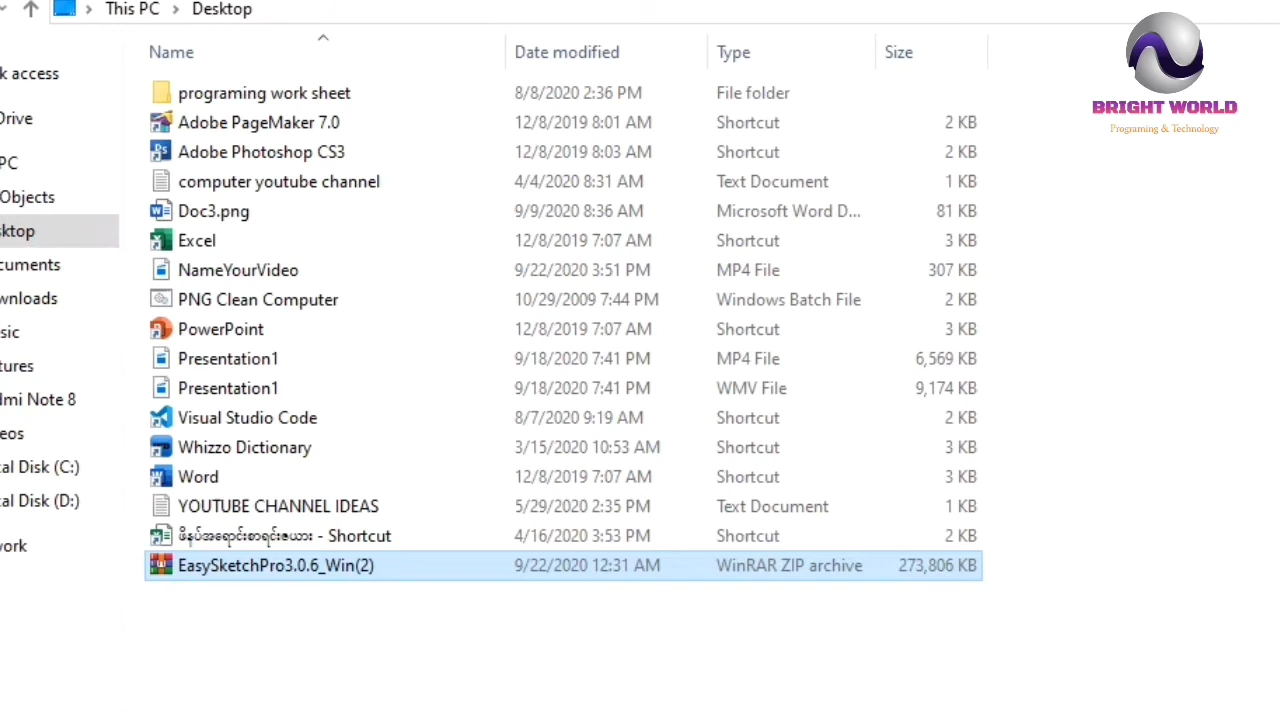 This PC > Desktop
Name Date modified Type Size
k access
Drive
PC
Objects
sktop
cuments
wnloads
sic
tures
dmi Note 8
eos
cal Disk (C:)
cal Disk (D:)
work
programing work sheet 8/8/2020 2:36 PM File folder
Adobe PageMaker 7.0 12/8/2019 8:01 AM Shortcut 2 KB
Adobe Photoshop CS3 12/8/2019 8:03 AM Shortcut 2 KB
computer youtube channel 4/4/2020 8:31 AM Text Document 1 KB
Doc3.png 9/9/2020 8:36 AM Microsoft Word D... 81 KB
Excel 12/8/2019 7:07 AM Shortcut 3 KB
NameYourVideo 9/22/2020 3:51 PM MP4 File 307 KB
PNG Clean Computer 10/29/2009 7:44 PM Windows Batch File 2 KB
PowerPoint 12/8/2019 7:07 AM Shortcut 3 KB
Presentation1 9/18/2020 7:41 PM MP4 File 6,569 KB
Presentation1 9/18/2020 7:41 PM WMV File 9,174 KB
Visual Studio Code 8/7/2020 9:19 AM Shortcut 2 KB
Whizzo Dictionary 3/15/2020 10:53 AM Shortcut 3 KB
Word 12/8/2019 7:07 AM Shortcut 3 KB
YOUTUBE CHANNEL IDEAS 5/29/2020 2:35 PM Text Document 1 KB
ဖိနပ်အရောင်းစာရင်းဇယား - Shortcut 4/16/2020 3:53 PM Shortcut 2 KB
EasySketchPro3.0.6_Win(2) 9/22/2020 12:31 AM WinRAR ZIP archive 273,806 KB
BRIGHT WORLD
Programing & Technology